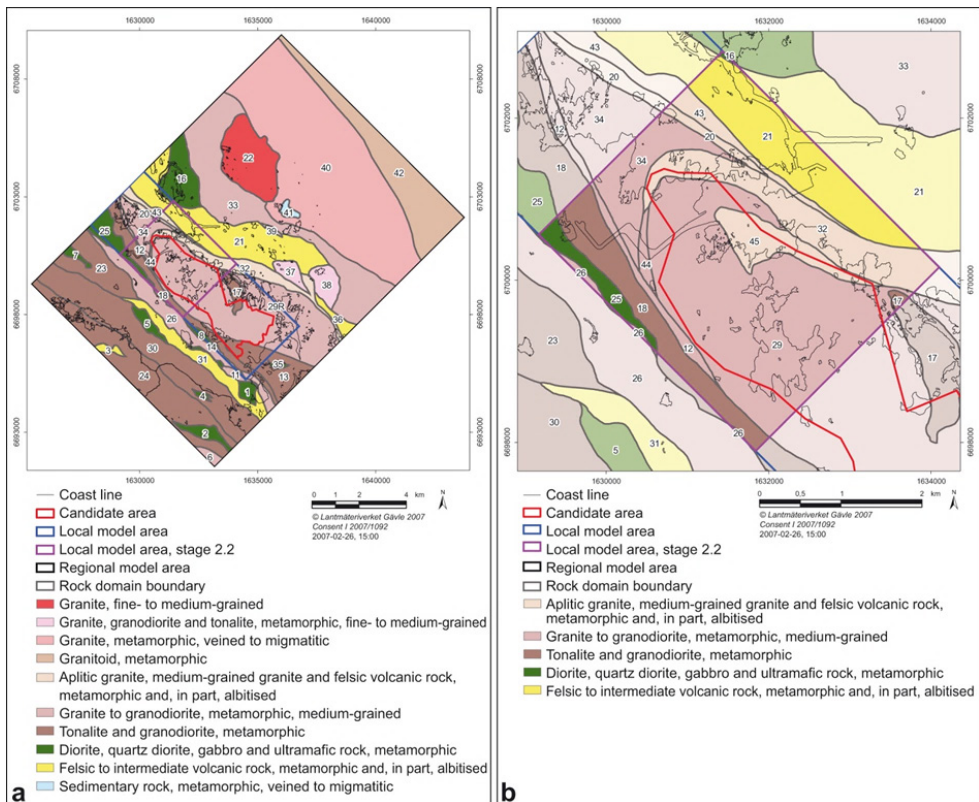 1630000 1635000 1640000
6708000
6703000
6698000
6693000
6708000
6703000
6698000
6693000
22
40
42
16
33
41
43
20
21
39
34
25
12
44
32
37
38
7
23
17
29R
18
26
36
5
8
14
31
35
3
30
11
13
24
1
4
2
6
1630000 1635000 1640000
Coast line
Candidate area
Local model area
Local model area, stage 2.2
Regional model area
Rock domain boundary
Granite, fine- to medium-grained
Granite, granodiorite and tonalite, metamorphic, fine- to medium-grained
Granite, metamorphic, veined to migmatitic
Granitoid, metamorphic
Aplitic granite, medium-grained granite and felsic volcanic rock,
metamorphic and, in part, albitised
Granite to granodiorite, metamorphic, medium-grained
Tonalite and granodiorite, metamorphic
Diorite, quartz diorite, gabbro and ultramafic rock, metamorphic
Felsic to intermediate volcanic rock, metamorphic and, in part, albitised
Sedimentary rock, metamorphic, veined to migmatitic
0 1 2 4 km
N
© Lantmäteriverket Gävle 2007
Consent I 2007/1092
2007-02-26, 15:00
a
1630000 1632000 1634000
6702000
6700000
6698000
6702000
6700000
6698000
43
16
33
20
43
12
34
20
21
18
34
25
21
32
45
44
26
25
18
17
26
23
12
29
17
26
30
31
26
5
1630000 1632000 1634000
Coast line
Candidate area
Local model area
Local model area, stage 2.2
Regional model area
Rock domain boundary
Aplitic granite, medium-grained granite and felsic volcanic rock,
metamorphic and, in part, albitised
Granite to granodiorite, metamorphic, medium-grained
Tonalite and granodiorite, metamorphic
Diorite, quartz diorite, gabbro and ultramafic rock, metamorphic
Felsic to intermediate volcanic rock, metamorphic and, in part, albitised
0 0,5 1 2 km
N
© Lantmäteriverket Gävle 2007
Consent I 2007/1092
2007-02-26, 15:00
b